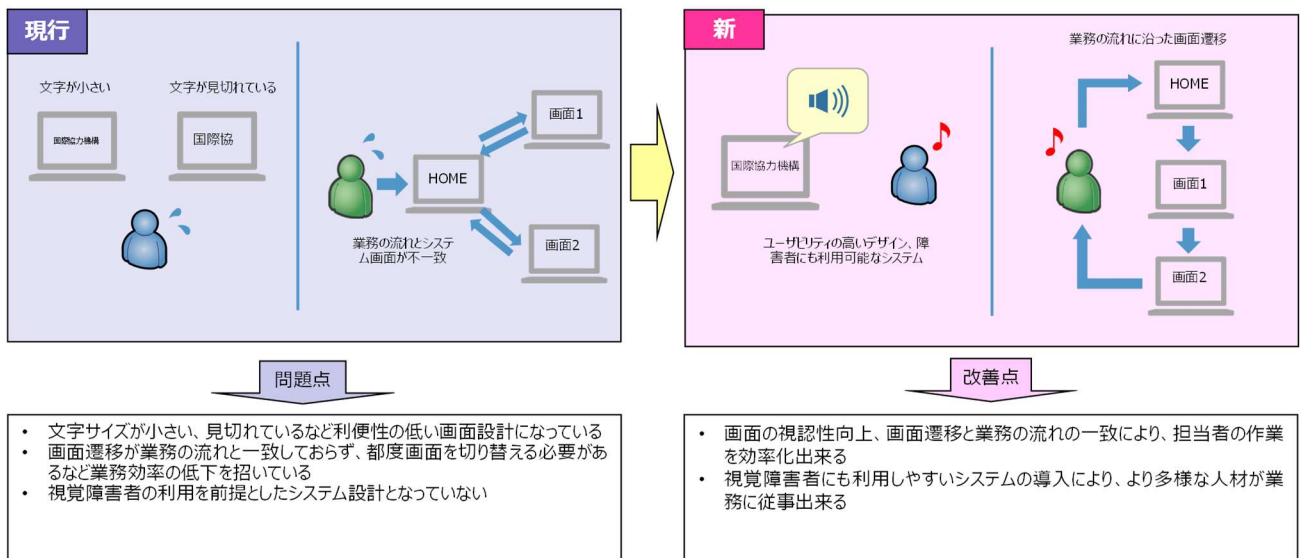 現行
文字が小さい
文字が見切れている
国際協力機構
国際協
HOME
画面1
画面2
業務の流れとシステ
ム画面が不一致
新
国際協力機構
ユーザビリティの高いデザイン、障
害者にも利用可能なシステム
業務の流れに沿った画面遷移
HOME
画面1
画面2
問題点
• 文字サイズが小さい、見切れているなど利便性の低い画面設計になっている
• 画面遷移が業務の流れと一致しておらず、都度画面を切り替える必要があ
るなど業務効率の低下を招いている
• 視覚障害者の利用を前提としたシステム設計となっていない
改善点
• 画面の視認性向上、画面遷移と業務の流れの一致により、担当者の作業
を効率化出来る
• 視覚障害者にも利用しやすいシステムの導入により、より多様な人材が業
務に従事出来る